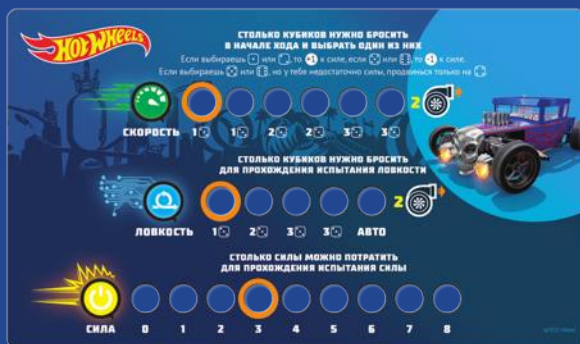 HOT WHEELS
СТОЛЬКО КУБИКОВ НУЖНО БРОСИТЬ
В НАЧАЛЕ ХОДА И ВЫБРАТЬ ОДИН ИЗ НИХ
Если выбираешь или , то +1 к силе, если или , то -1 к силе.
Если выбираешь или , но у тебя недостаточно силы, продвинься только на .
2
СКОРОСТЬ 1 1 2 2 3 3
СТОЛЬКО КУБИКОВ НУЖНО БРОСИТЬ
ДЛЯ ПРОХОЖДЕНИЯ ИСПЫТАНИЯ ЛОВКОСТИ
2
ЛОВКОСТЬ 1 2 3 3 АВТО
СТОЛЬКО СИЛЫ МОЖНО ПОТРАТИТЬ
ДЛЯ ПРОХОЖДЕНИЯ ИСПЫТАНИЯ СИЛЫ
СИЛА 0 1 2 3 4 5 6 7 8